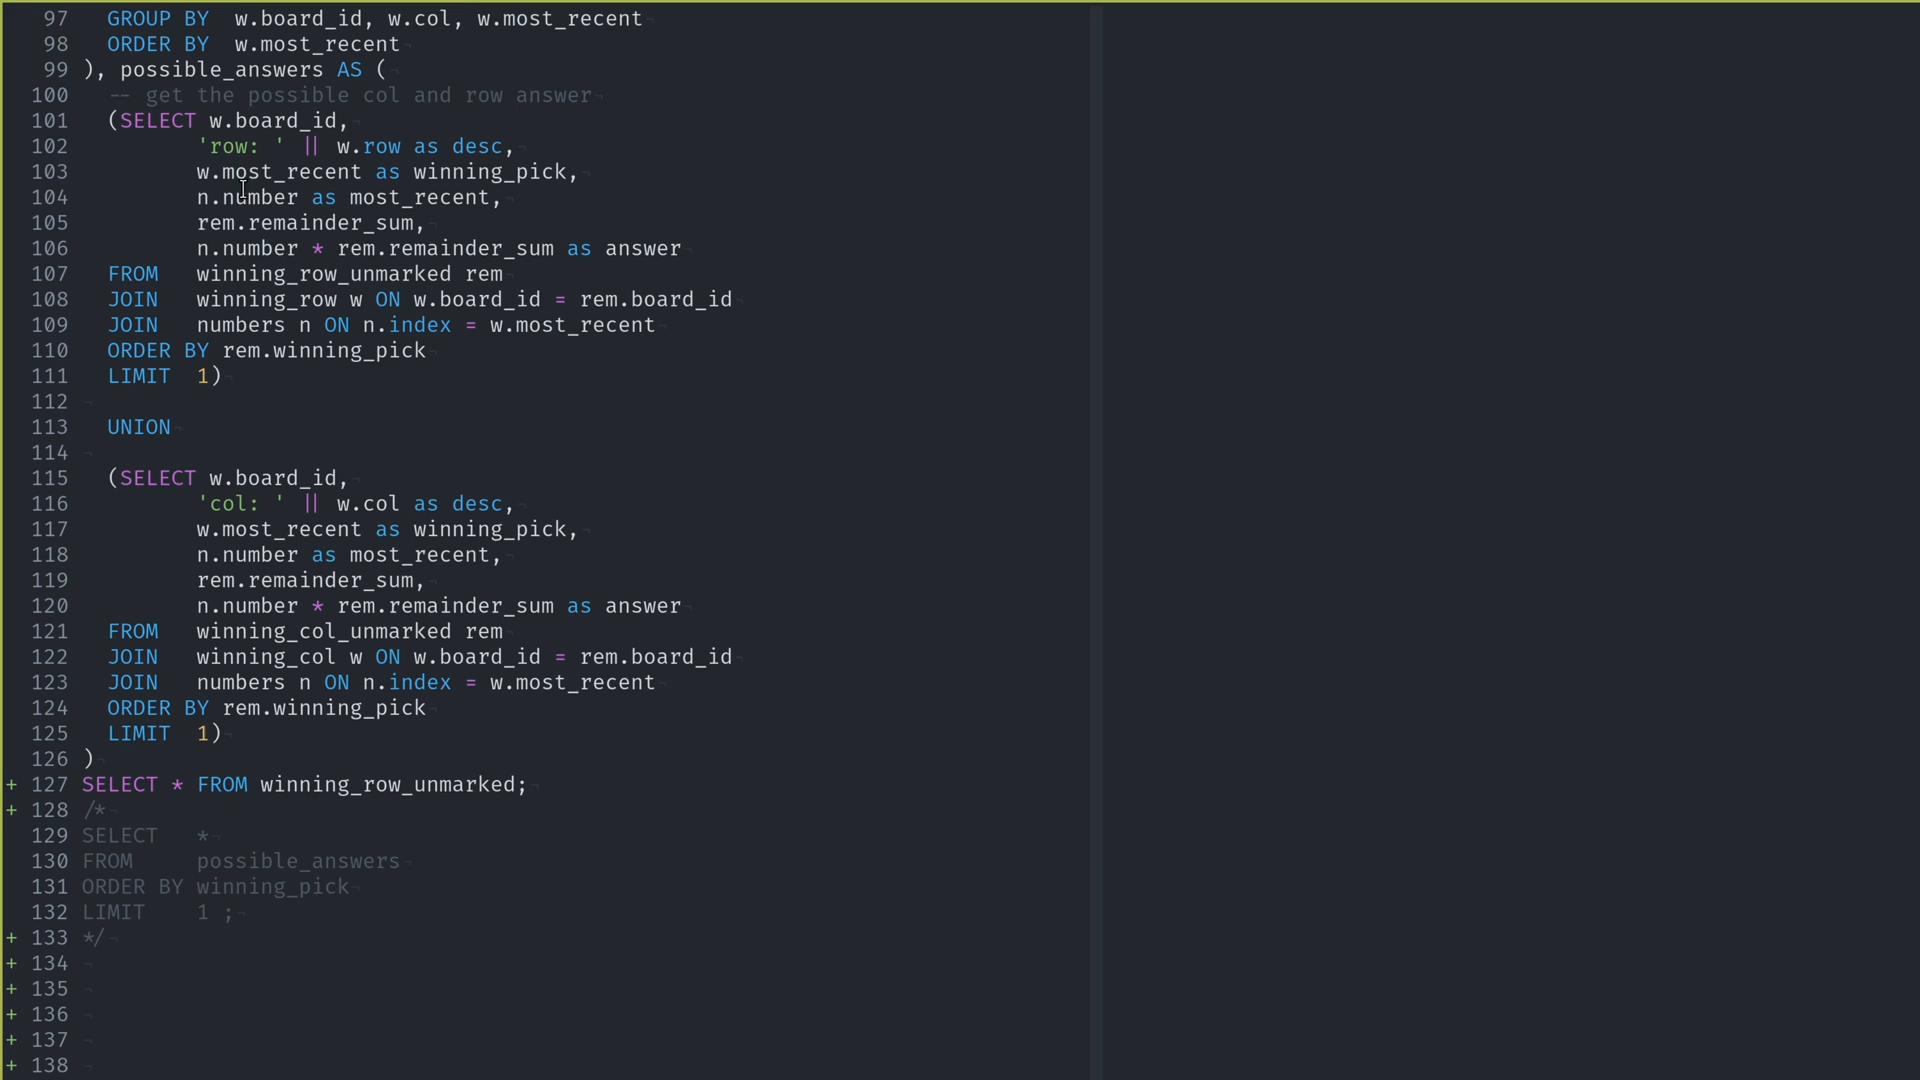 97 GROUP BY  w.board_id, w.col, w.most_recent
98 ORDER BY  w.most_recent
99 ), possible_answers AS (
100 -- get the possible col and row answer
101 (SELECT w.board_id,
102 'row: ' || w.row as desc,
103 w.most_recent as winning_pick,
104 n.number as most_recent,
105 rem.remainder_sum,
106 n.number * rem.remainder_sum as answer
107 FROM   winning_row_unmarked rem
108 JOIN   winning_row w ON w.board_id = rem.board_id
109 JOIN   numbers n ON n.index = w.most_recent
110 ORDER BY rem.winning_pick
111 LIMIT  1)
112
113 UNION
114
115 (SELECT w.board_id,
116 'col: ' || w.col as desc,
117 w.most_recent as winning_pick,
118 n.number as most_recent,
119 rem.remainder_sum,
120 n.number * rem.remainder_sum as answer
121 FROM   winning_col_unmarked rem
122 JOIN   winning_col w ON w.board_id = rem.board_id
123 JOIN   numbers n ON n.index = w.most_recent
124 ORDER BY rem.winning_pick
125 LIMIT  1)
126 )
+ 127 SELECT * FROM winning_row_unmarked;
+ 128 /*
129 SELECT   *
130 FROM     possible_answers
131 ORDER BY winning_pick
132 LIMIT    1 ;
+ 133 */
+ 134
+ 135
+ 136
+ 137
+ 138